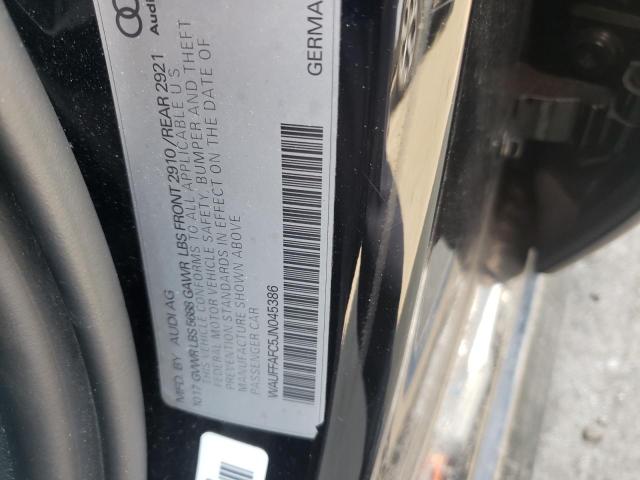 Audi
GERMA
MFD. BY AUDI AG
10.17 GVWR LBS 5688 GAWR LBS FRONT 2910/REAR 2921
THIS VEHICLE CONFORMS TO ALL APPLICABLE U S
FEDERAL MOTOR VEHICLE SAFETY, BUMPER AND THEFT
PREVENTION STANDARDS IN EFFECT ON THE DATE OF
MANUFACTURE SHOWN ABOVE
PASSENGER CAR
WAUFFAFC5JN045386